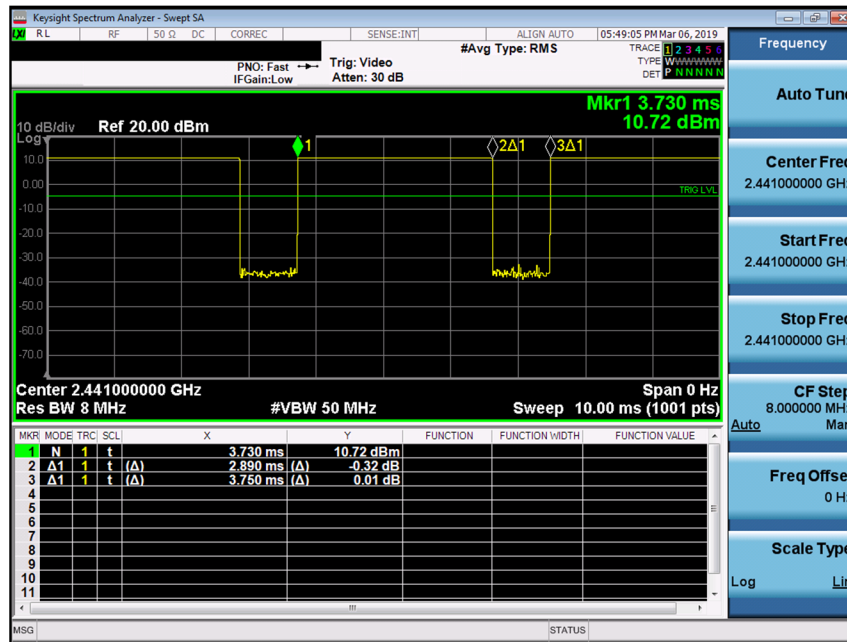 Keysight Spectrum Analyzer - Swept SA
LXI RL RF 50 Ω DC CORREC SENSE:INT ALIGN AUTO 05:49:05 PM Mar 06, 2019
PNO: Fast
IFGain:Low
Trig: Video
Atten: 30 dB
#Avg Type: RMS
TRACE 1 2 3 4 5 6
TYPE WWWWWW
DET P N N N N N
Mkr1 3.730 ms
10.72 dBm
10 dB/div Ref 20.00 dBm
Log
1 2Δ1 3Δ1
10.0
0.00
TRIG LVL
-10.0
-20.0
-30.0
-40.0
-50.0
-60.0
-70.0
Center 2.441000000 GHz Span 0 Hz
Res BW 8 MHz #VBW 50 MHz Sweep 10.00 ms (1001 pts)
MKR MODE TRC SCL X Y FUNCTION FUNCTION WIDTH FUNCTION VALUE
1 N 1 t 3.730 ms 10.72 dBm
2 Δ1 1 t (Δ) 2.890 ms (Δ) -0.32 dB
3 Δ1 1 t (Δ) 3.750 ms (Δ) 0.01 dB
4
5
6
7
8
9
10
11
MSG STATUS
Frequency
Auto Tun
Center Fre
2.441000000 GH
Start Fre
2.441000000 GH
Stop Fre
2.441000000 GH
CF Step
8.000000 MH
Auto Man
Freq Offse
0 H
Scale Type
Log Lin